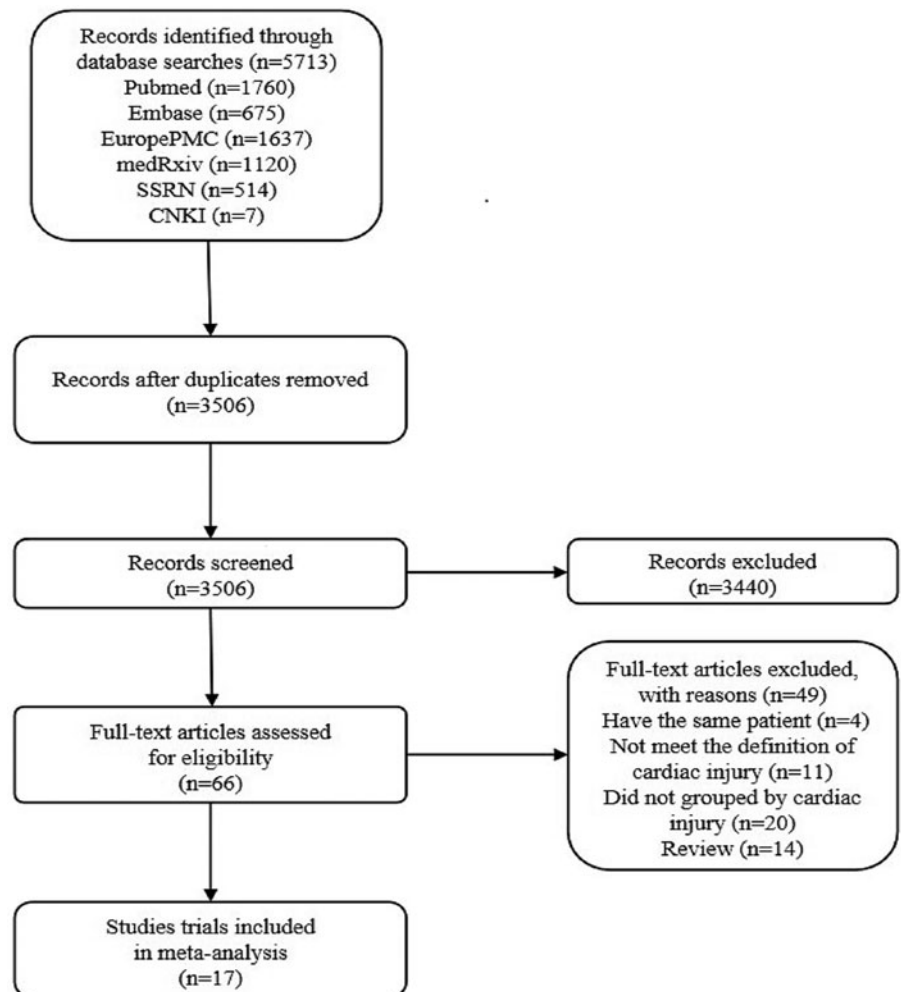 Records identified through
database searches (n=5713)
Pubmed (n=1760)
Embase (n=675)
EuropePMC (n=1637)
medRxiv (n=1120)
SSRN (n=514)
CNKI (n=7)
Records after duplicates removed
(n=3506)
Records screened
(n=3506)
Records excluded
(n=3440)
Full-text articles assessed
for eligibility
(n=66)
Full-text articles excluded,
with reasons (n=49)
Have the same patient (n=4)
Not meet the definition of
cardiac injury (n=11)
Did not grouped by cardiac
injury (n=20)
Review (n=14)
Studies trials included
in meta-analysis
(n=17)